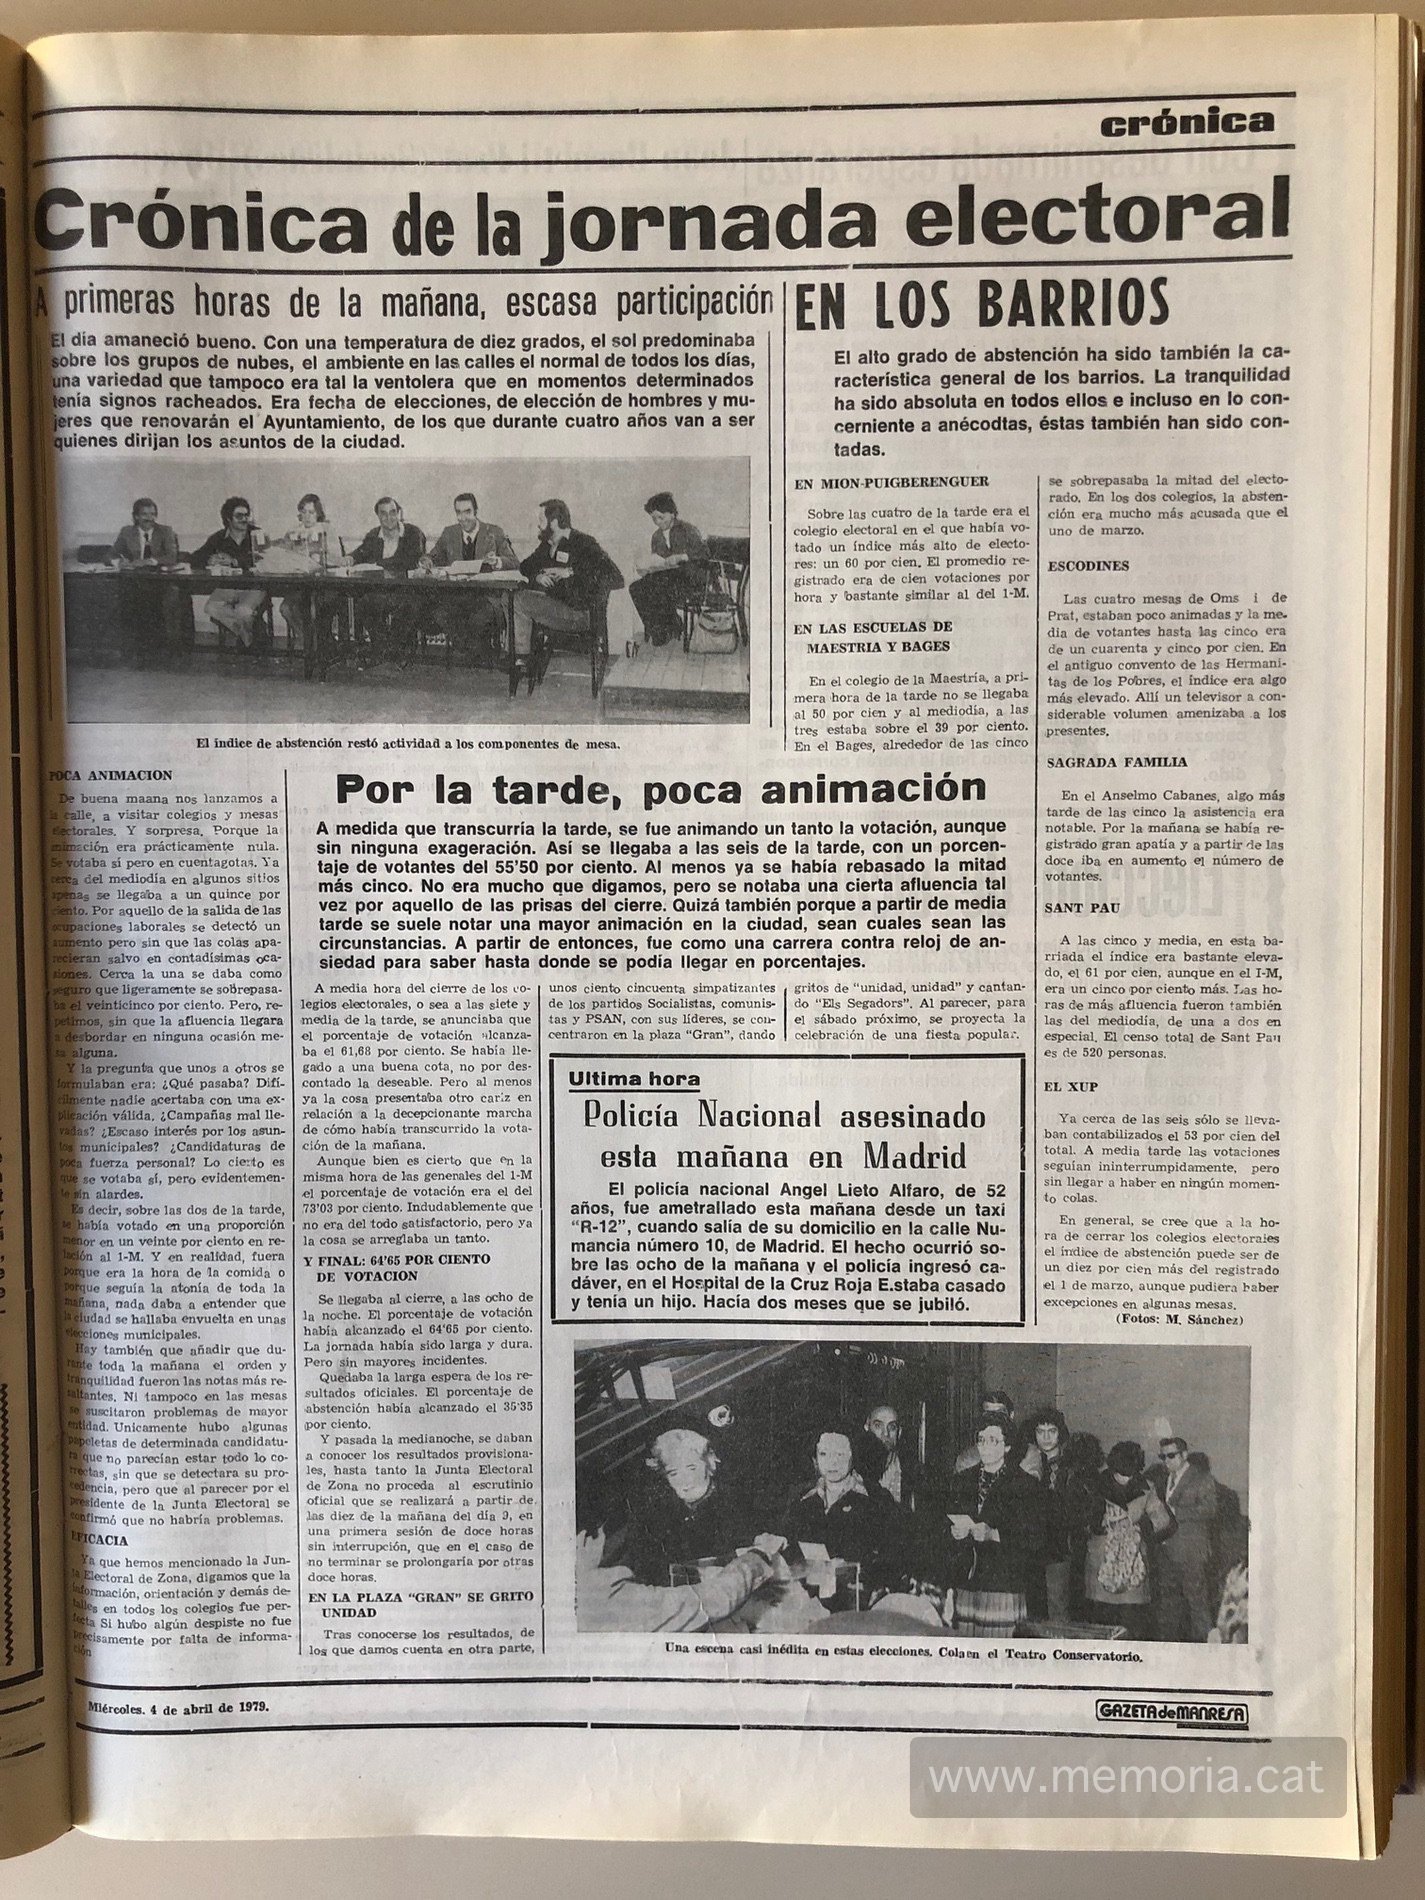 crónica
Crónica de la jornada electoral
A primeras horas de la mañana, escasa participación
El día amaneció bueno. Con una temperatura de diez grados, el sol predominaba
sobre los grupos de nubes, el ambiente en las calles el normal de todos los días,
una variedad que tampoco era tal la ventolera que en momentos determinados
tenía signos racheados. Era fecha de elecciones, de elección de hombres y mu-
jeres que renovarán el Ayuntamiento, de los que durante cuatro años van a ser
quienes dirijan los asuntos de la ciudad.
El índice de abstención restó actividad a los componentes de mesa.
POCA ANIMACION
De buena maana nos lanzamos a
la calle, a visitar colegios y mesas
electorales. Y sorpresa. Porque la
animación era prácticamente nula.
Se votaba sí pero en cuentagotas. Ya
cerca del mediodía en algunos sitios
apenas se llegaba a un quince por
ciento. Por aquello de la salida de las
ocupaciones laborales se detectó un
aumento pero sin que las colas apa-
recieran salvo en contadísimas oca-
siones. Cerca la una se daba como
seguro que ligeramente se sobrepasa-
ba el veinticinco por ciento. Pero, re-
petimos, sin que la afluencia llegara
a desbordar en ninguna ocasión me-
sa alguna.
Y la pregunta que unos a otros se
formulaban era: ¿Qué pasaba? Difí-
cilmente nadie acertaba con una ex-
plicación válida. ¿Campañas mal lle-
vadas? ¿Escaso interés por los asun-
tos municipales? ¿Candidaturas de
poca fuerza personal? Lo cierto es
que se votaba sí, pero evidentemen-
te sin alardes.
Es decir, sobre las dos de la tarde,
se había votado en una proporción
menor en un veinte por ciento en re-
lación al 1-M. Y en realidad, fuera
porque era la hora de la comida o
porque seguía la atonía de toda la
mañana, nada daba a entender que
la ciudad se hallaba envuelta en unas
elecciones municipales.
Hay también que añadir que du-
rante toda la mañana el orden y
tranquilidad fueron las notas más re-
saltantes. Ni tampoco en las mesas
se suscitaron problemas de mayor
entidad. Unicamente hubo algunas
papeletas de determinada candidatu-
ra que no parecían estar todo lo co-
rrectas, sin que se detectara su pro-
cedencia, pero que al parecer por el
presidente de la Junta Electoral se
confirmó que no habría problemas.
EFICACIA
Ya que hemos mencionado la Jun-
ta Electoral de Zona, digamos que la
información, orientación y demás de-
talles en todos los colegios fue per-
fecta Si hubo algún despiste no fue
precisamente por falta de informa-
ción
Por la tarde, poca animación
A medida que transcurría la tarde, se fue animando un tanto la votación, aunque
sin ninguna exageración. Así se llegaba a las seis de la tarde, con un porcen-
taje de votantes del 55'50 por ciento. Al menos ya se había rebasado la mitad
más cinco. No era mucho que digamos, pero se notaba una cierta afluencia tal
vez por aquello de las prisas del cierre. Quizá también porque a partir de media
tarde se suele notar una mayor animación en la ciudad, sean cuales sean las
circunstancias. A partir de entonces, fue como una carrera contra reloj de an-
siedad para saber hasta donde se podía llegar en porcentajes.
A media hora del cierre de los co-
legios electorales, o sea a las siete y
media de la tarde, se anunciaba que
el porcentaje de votación alcanza-
ba el 61,68 por ciento. Se había lle-
gado a una buena cota, no por des-
contado la deseable. Pero al menos
ya la cosa presentaba otro cariz en
relación a la decepcionante marcha
de cómo había transcurrido la vota-
ción de la mañana.
Aunque bien es cierto que en la
misma hora de las genenales del 1-M
el porcentaje de votación era el del
73'03 por ciento. Indudablemente que
no era del todo satisfactorio, pero ya
la cosa se arreglaba un tanto.
Y FINAL: 64'65 POR CIENTO
DE VOTACION
Se llegaba al cierre, a las ocho de
la noche. El porcentaje de votación
había alcanzado el 64'65 por ciento.
La jornada había sido larga y dura.
Pero sin mayores incidentes.
Quedaba la larga espera de los re-
sultados oficiales. El porcentaje de
abstención había alcanzado el 35'35
por ciento.
Y pasada la medianoche, se daban
a conocer los resultados provisiona-
les, hasta tanto la Junta Electoral
de Zona no proceda al escrutinio
oficial que se realizará a partir de
las diez de la mañana del día 9, en
una primera sesión de doce horas
sin interrupción, que en el caso de
no terminar se prolongaría por otras
doce horas.
EN LA PLAZA "GRAN" SE GRITO
UNIDAD
Tras conocerse los resultados, de
los que damos cuenta en otra parte,
unos ciento cincuenta simpatizantes
de los partidos Socialistas, comunis-
tas y PSAN, con sus líderes, se con-
centraron en la plaza "Gran", dando
gritos de "unidad, unidad" y cantan-
do "Els Segadors". Al parecer, para
el sábado próximo, se proyecta la
celebración de una fiesta popular.
Ultima hora
Policía Nacional asesinado
esta mañana en Madrid
El policía nacional Angel Lieto Alfaro, de 52
años, fue ametrallado esta mañana desde un taxi
"R-12", cuando salía de su domicilio en la calle Nu-
mancia número 10, de Madrid. El hecho ocurrió so-
bre las ocho de la mañana y el policía ingresó ca-
dáver, en el Hospital de la Cruz Roja E.staba casado
y tenía un hijo. Hacía dos meses que se jubiló.
EN LOS BARRIOS
El alto grado de abstención ha sido también la ca-
racterística general de los barrios. La tranquilidad
ha sido absoluta en todos ellos e incluso en lo con-
cerniente a anécodtas, éstas también han sido con-
tadas.
EN MION-PUIGBERENGUER
Sobre las cuatro de la tarde era el
colegio electoral en el que había vo-
tado un índice más alto de electo-
res: un 60 por cien. El promedio re-
gistrado era de cien votaciones por
hora y bastante similar al del 1-M.
EN LAS ESCUELAS DE
MAESTRIA Y BAGES
En el colegio de la Maestría, a pri-
mera hora de la tarde no se llegaba
al 50 por cien y al mediodía, a las
tres estaba sobre el 39 por ciento.
En el Bages, alrededor de las cinco
se sobrepasaba la mitad del electo-
rado. En los dos colegios, la absten-
ción era mucho más acusada que el
uno de marzo.
ESCODINES
Las cuatro mesas de Oms i de
Prat, estaban poco animadas y la me-
dia de votantes hasta las cinco era
de un cuarenta y cinco por cien. En
el antiguo convento de las Hermani-
tas de los Pobres, el índice era algo
más elevado. Allí un televisor a con-
siderable volumen amenizaba a los
presentes.
SAGRADA FAMILIA
En el Anselmo Cabanes, algo más
tarde de las cinco la asistencia era
notable. Por la mañana se había re-
gistrado gran apatía y a partir de las
doce iba en aumento el número de
votantes.
SANT PAU
A las cinco y media, en esta ba-
rriada el índice era bastante eleva-
do, el 61 por cien, aunque en el I-M,
era un cinco por ciento más. Las ho-
ras de más afluencia fueron también
las del mediodía, de una a dos en
especial. El censo total de Sant Pau
es de 520 personas.
EL XUP
Ya cerca de las seis sólo se lleva-
ban contabilizados el 53 por cien del
total. A media tarde las votaciones
seguían ininterrumpidamente, pero
sin llegar a haber en ningún momen-
to colas.
En general, se cree que a la ho-
ra de cerrar los colegios electorales
el índice de abstención puede ser de
un diez por cien más del registrado
el 1 de marzo, aunque pudiera haber
excepciones en algunas mesas.
(Fotos: M. Sánchez)
Una escena casi inédita en estas elecciones. Cola en el Teatro Conservatorio.
Miércoles. 4 de abril de 1979.
GAZETA de MANRESA
www.memoria.cat